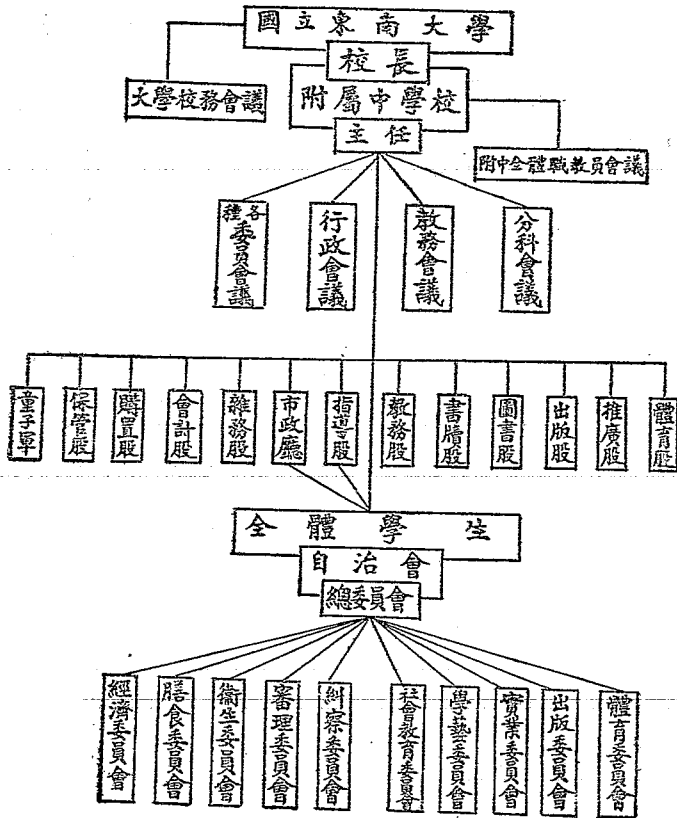 國立東南大學
校長
大學校務會議
附屬中學校
主任
附中全體職教員會議
各種委員會議
行政會議
教務會議
分科會議
童子軍
保管股
購置股
會計股
雜務股
市政廳
指導股
教務股
書牘股
圖書股
出版股
推廣股
體育股
全體學生
自治會
總委員會
經濟委員會
膳食委員會
衞生委員會
審理委員會
糾察委員會
社會教育委員會
學藝委員會
實業委員會
出版委員會
體育委員會